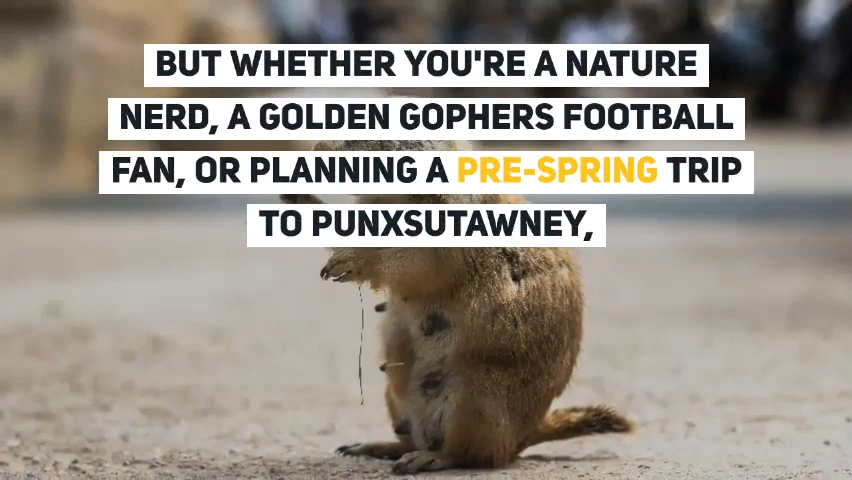 BUT WHETHER YOU'RE A NATURE
NERD, A GOLDEN GOPHERS FOOTBALL
FAN, OR PLANNING A PRE-SPRING TRIP
TO PUNXSUTAWNEY,